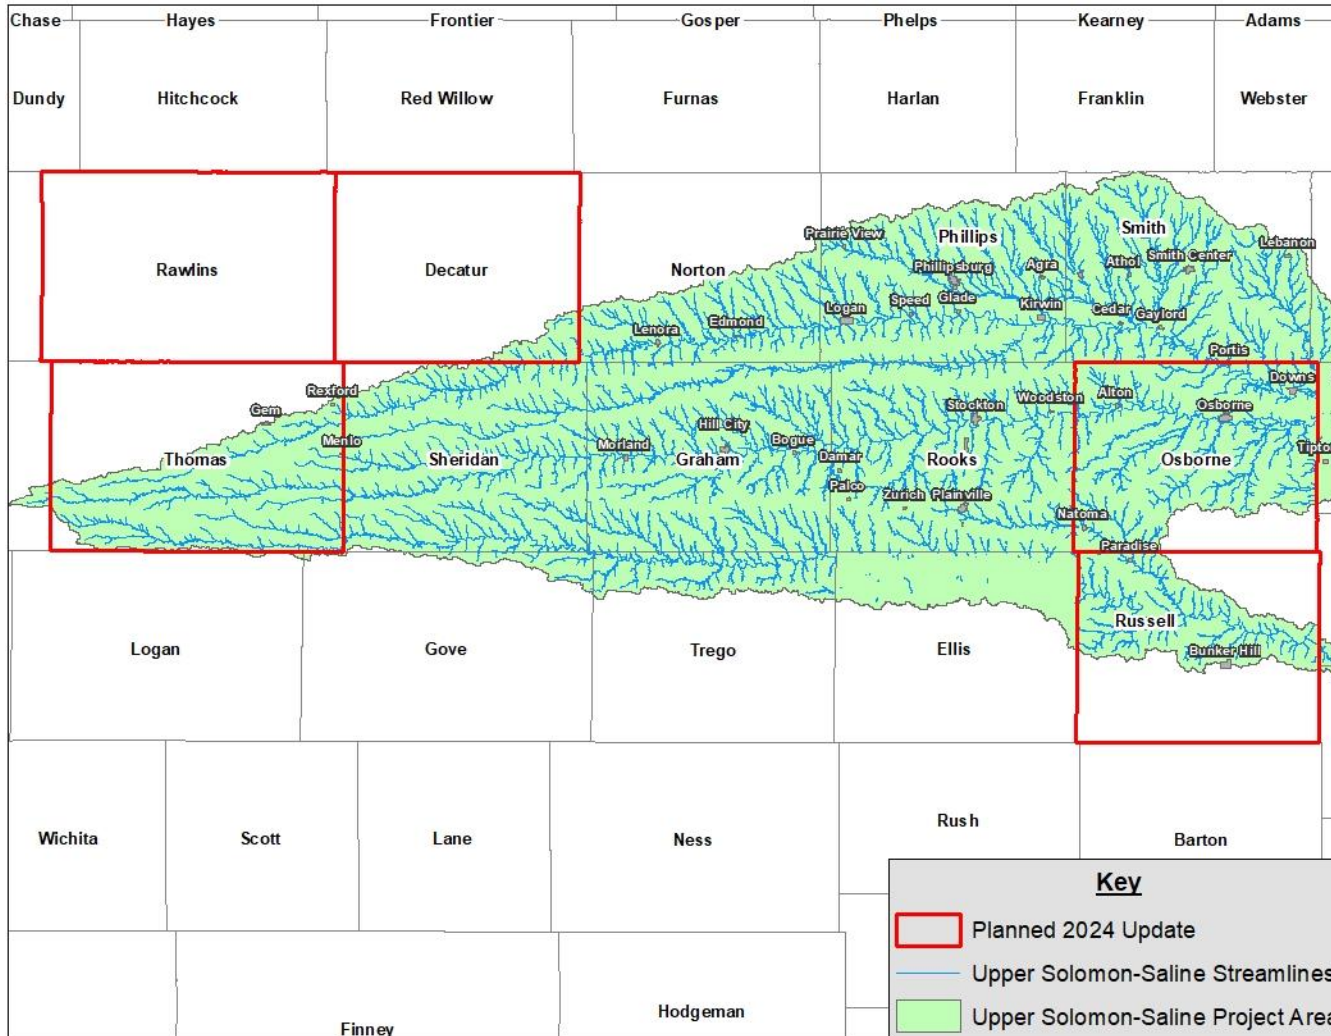 Chase Hayes Frontier Gosper Phelps Kearney Adams
Dundy Hitchcock Red Willow Furnas Harlan Franklin Webster
Prairie View Phillips Smith Lebanon
Rawlins Decatur Norton Phillipsburg Agra Athol Smith Center
Lenora Edmond Logan Speed Glade Kirwin Cedar Gaylord
Portis
Rexford Downs
Gem Stockton Woodston Alton Osborne
Menlo Morland Hill City Bogue Damar Tipto
Thomas Sheridan Graham Rooks Osborne
Palco Zurich Plainville
Natoma
Paradise
Russell
Logan Gove Trego Ellis Bunker Hill
Wichita Scott Lane Ness Rush Barton
Key
Planned 2024 Update
Upper Solomon-Saline Streamlines
Upper Solomon-Saline Project Area
Hodgeman
Finney